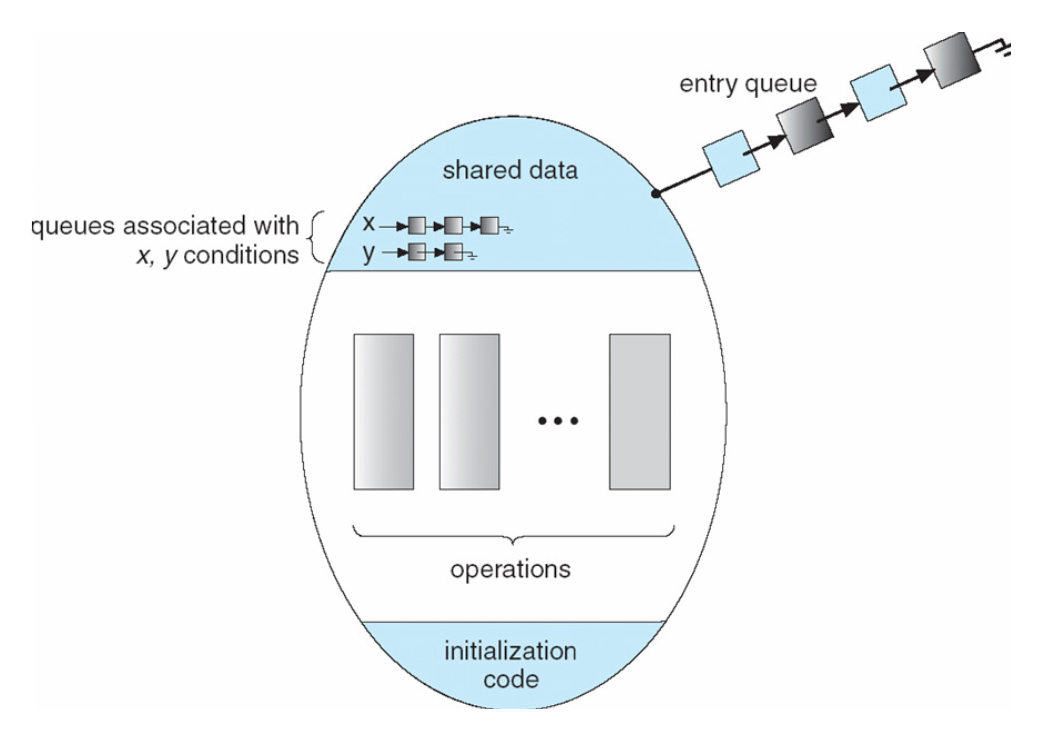 entry queue
shared data
queues associated with
x, y conditions
x
y
operations
initialization
code